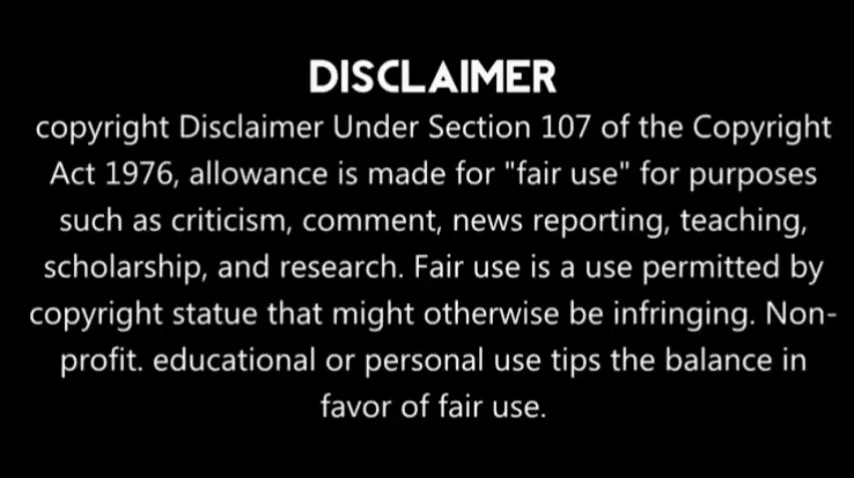 DISCLAIMER
copyright Disclaimer Under Section 107 of the Copyright
Act 1976, allowance is made for "fair use" for purposes
such as criticism, comment, news reporting, teaching,
scholarship, and research. Fair use is a use permitted by
copyright statue that might otherwise be infringing. Non-
profit. educational or personal use tips the balance in
favor of fair use.